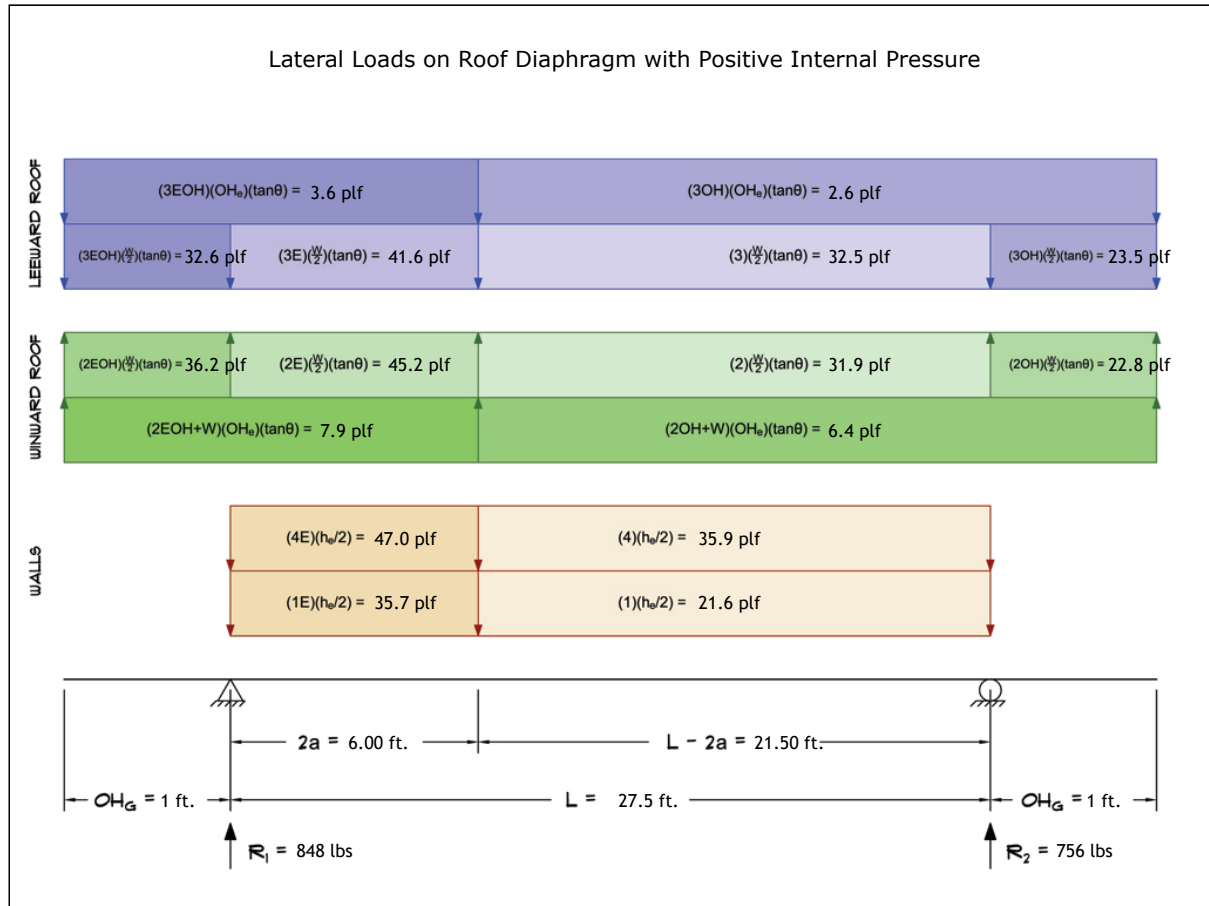 Lateral Loads on Roof Diaphragm with Positive Internal Pressure
LEEWARD ROOF
(3EOH)(OHₑ)(tanθ) = 3.6 plf
(3OH)(OHₑ)(tanθ) = 2.6 plf
(3EOH)(W/2)(tanθ) = 32.6 plf
(3E)(W/2)(tanθ) = 41.6 plf
(3)(W/2)(tanθ) = 32.5 plf
(3OH)(W/2)(tanθ) = 23.5 plf
WINWARD ROOF
(2EOH)(W/2)(tanθ) = 36.2 plf
(2E)(W/2)(tanθ) = 45.2 plf
(2)(W/2)(tanθ) = 31.9 plf
(2OH)(W/2)(tanθ) = 22.8 plf
(2EOH+W)(OHₑ)(tanθ) = 7.9 plf
(2OH+W)(OHₑ)(tanθ) = 6.4 plf
WALLS
(4E)(hₑ/2) = 47.0 plf
(4)(hₑ/2) = 35.9 plf
(1E)(hₑ/2) = 35.7 plf
(1)(hₑ/2) = 21.6 plf
2a = 6.00 ft.
L - 2a = 21.50 ft.
OH_G = 1 ft.
L = 27.5 ft.
OH_G = 1 ft.
R₁ = 848 lbs
R₂ = 756 lbs